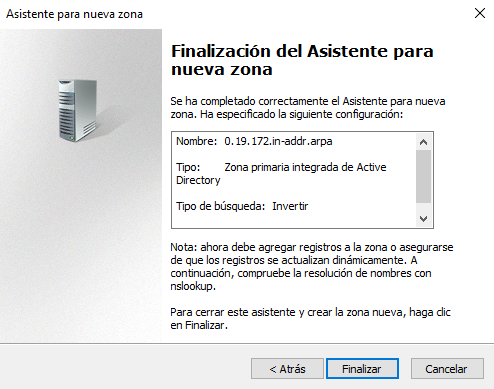 Asistente para nueva zona
Finalización del Asistente para
nueva zona
Se ha completado correctamente el Asistente para nueva
zona. Ha especificado la siguiente configuración:
Nombre: 0.19.172.in-addr.arpa
Tipo: Zona primaria integrada de Active
Directory
Tipo de búsqueda: Invertir
Nota: ahora debe agregar registros a la zona o asegurarse
de que los registros se actualizan dinámicamente. A
continuación, compruebe la resolución de nombres con
nslookup.
Para cerrar este asistente y crear la zona nueva, haga clic
en Finalizar.
< Atrás
Finalizar
Cancelar